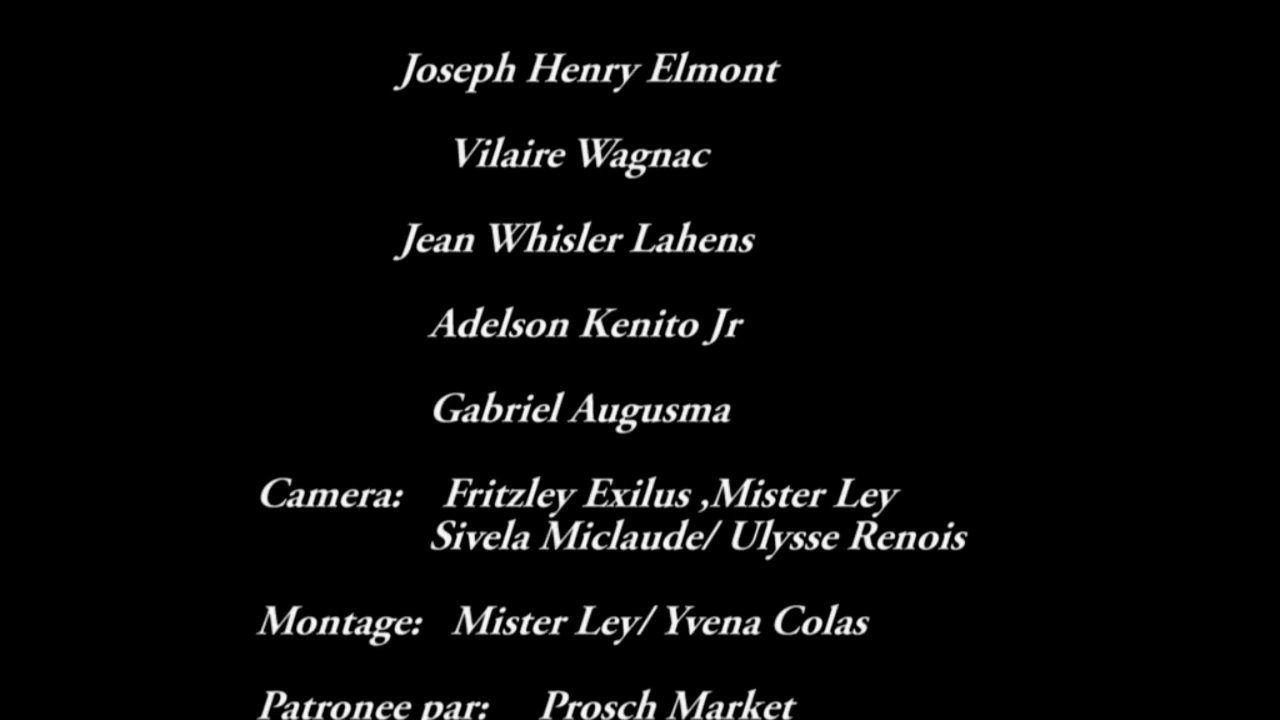 Joseph Henry Elmont
Vilaire Wagnac
Jean Whisler Lahens
Adelson Kenito Jr
Gabriel Augusma
Camera: Fritzley Exilus ,Mister Ley
Sivela Miclaude/ Ulysse Renois
Montage: Mister Ley/ Yvena Colas
Patronee par: Prosch Market